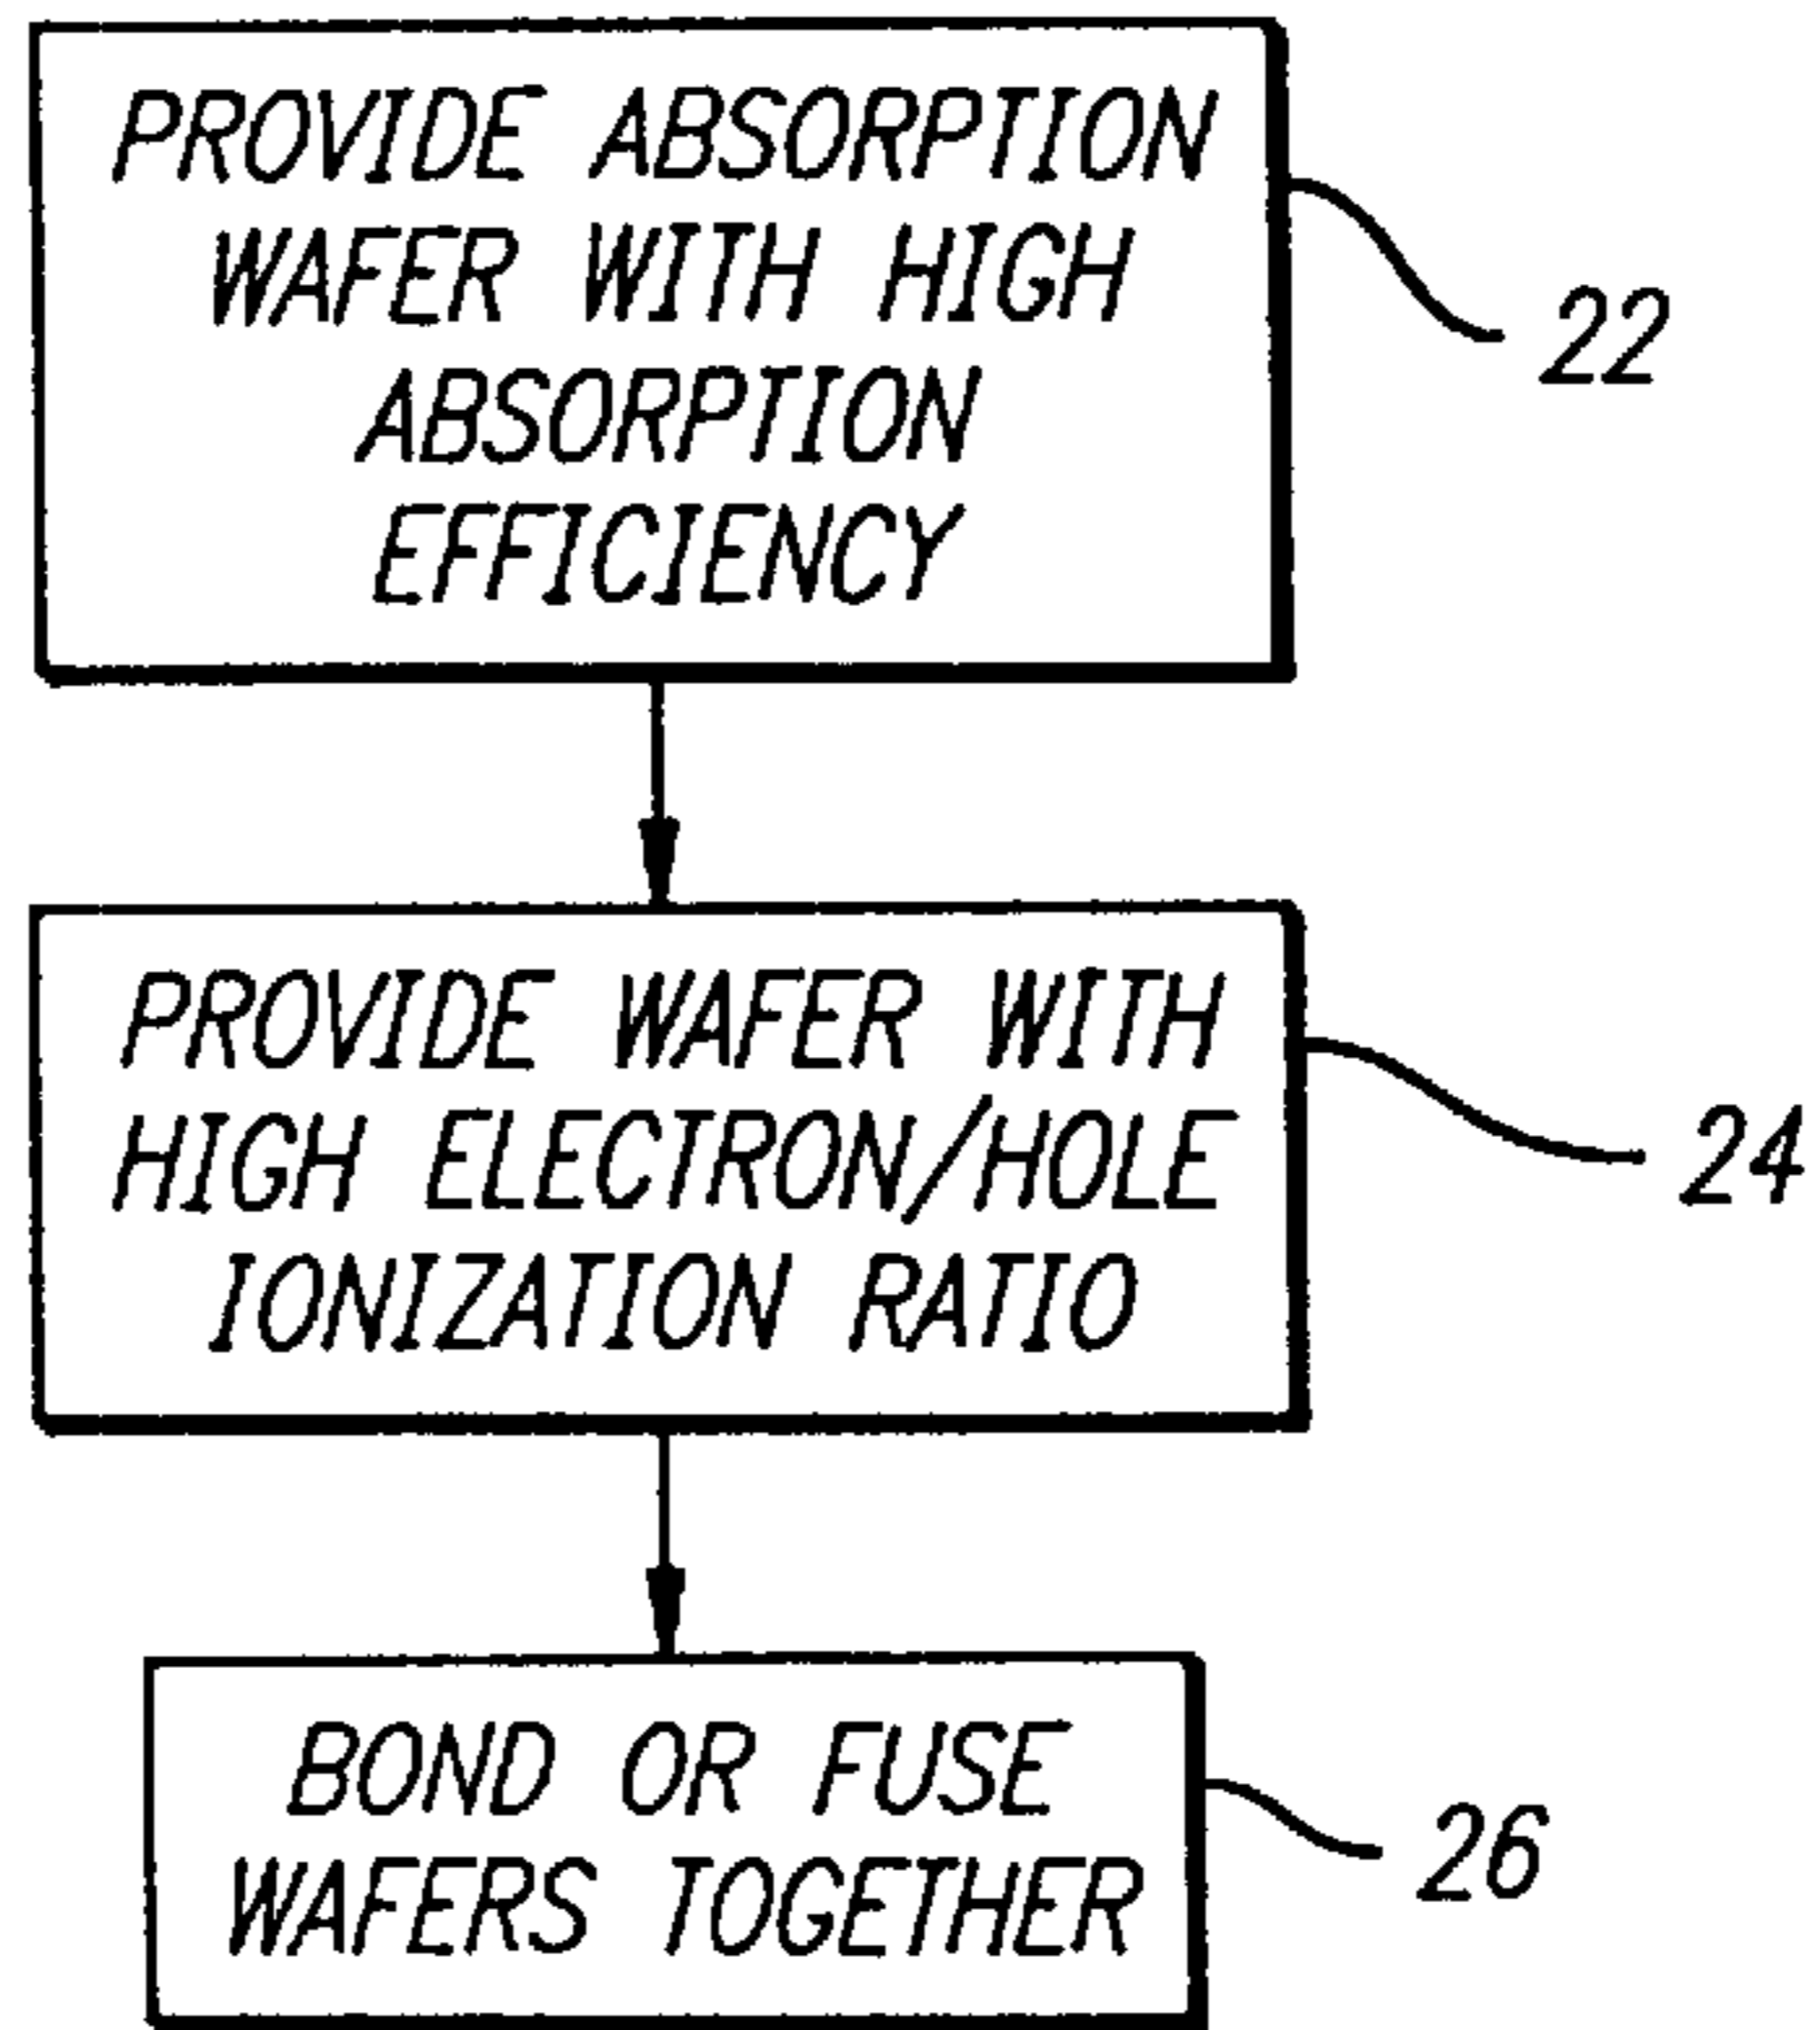 PROVIDE ABSORPTION
WAFER WITH HIGH
ABSORPTION
EFFICIENCY
22
PROVIDE WAFER WITH
HIGH ELECTRON/HOLE
IONIZATION RATIO
24
BOND OR FUSE
WAFERS TOGETHER
26